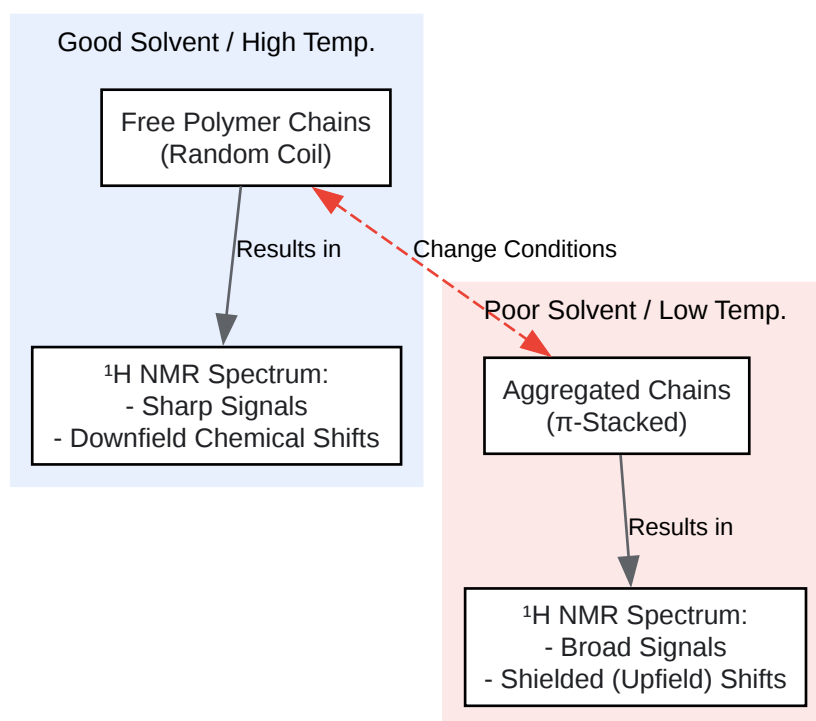 Good Solvent / High Temp.
Free Polymer Chains
(Random Coil)
Results in
Change Conditions
¹H NMR Spectrum:
- Sharp Signals
- Downfield Chemical Shifts
Poor Solvent / Low Temp.
Aggregated Chains
(π-Stacked)
Results in
¹H NMR Spectrum:
- Broad Signals
- Shielded (Upfield) Shifts